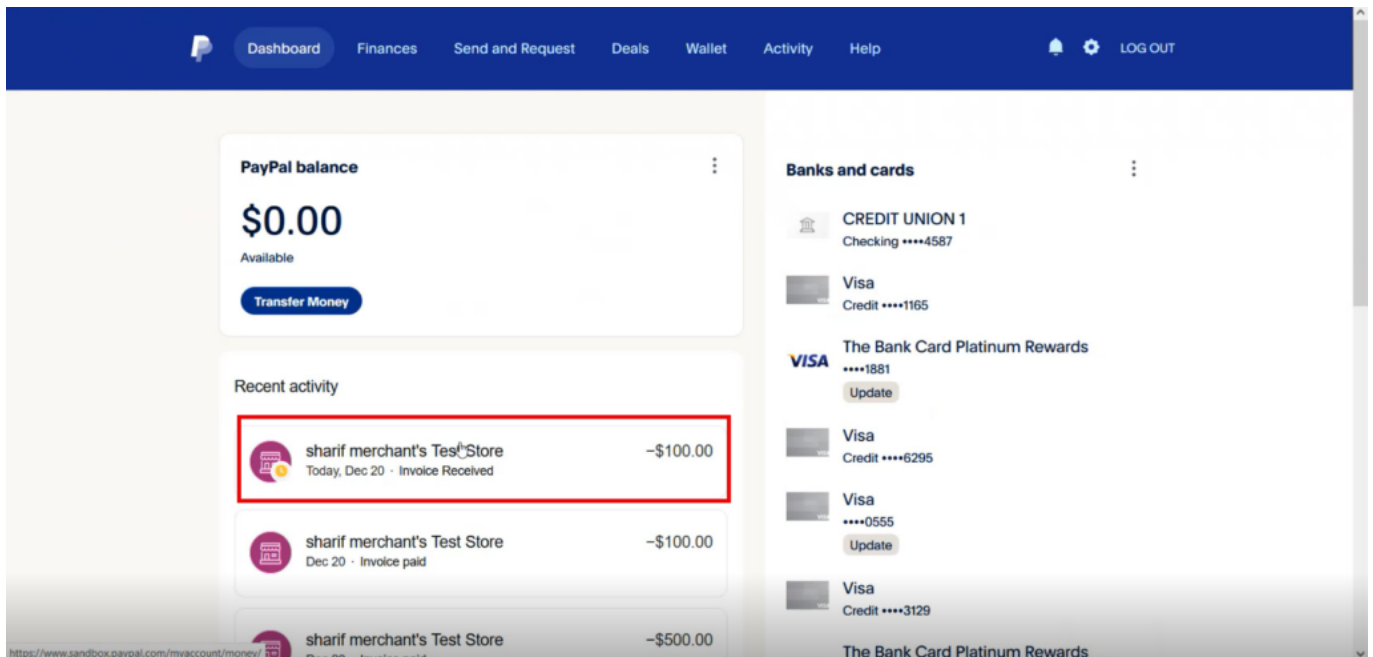 Dashboard Finances Send and Request Deals Wallet Activity Help LOG OUT
PayPal balance
$0.00
Available
Transfer Money
Recent activity
sharif merchant's Test Store −$100.00
Today, Dec 20 · Invoice Received
sharif merchant's Test Store −$100.00
Dec 20 · Invoice paid
sharif merchant's Test Store −$500.00
Dec 20 · Invoice paid
Banks and cards
CREDIT UNION 1
Checking ••••4587
Visa
Credit ••••1165
VISA
The Bank Card Platinum Rewards
••••1881
Update
Visa
Credit ••••6295
Visa
••••0555
Update
Visa
Credit ••••3129
The Bank Card Platinum Rewards
https://www.sandbox.paypal.com/myaccount/money/